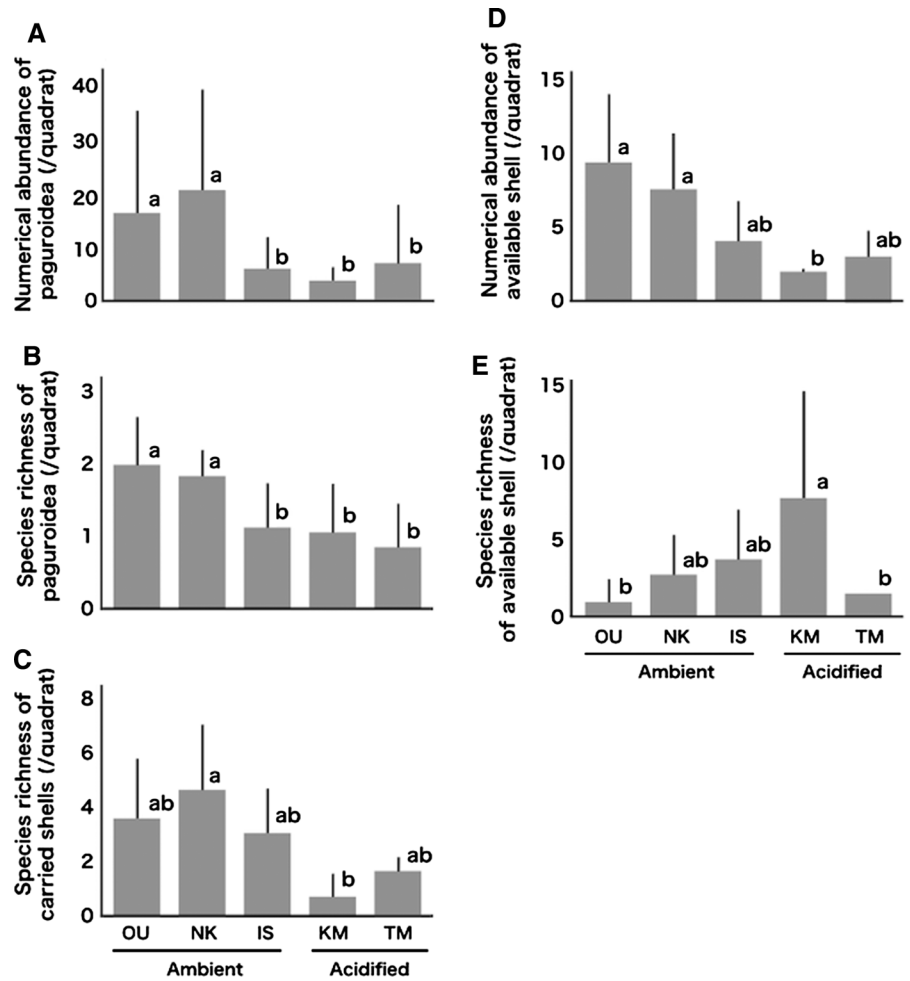 A
Numerical abundance of
paguroidea (/quadrat)
40
30
20
10
0
a
a
b
b
b
B
Species richness of
paguroidea (/quadrat)
3
2
1
0
a
a
b
b
b
C
Species richness of
carried shells (/quadrat)
8
6
4
2
0
ab
a
ab
b
ab
OU NK IS KM TM
Ambient Acidified
D
Numerical abundance of
available shell (/quadrat)
15
10
5
0
a
a
ab
b
ab
E
Species richness
of available shell (/quadrat)
15
10
5
0
b
ab
ab
a
b
OU NK IS KM TM
Ambient Acidified